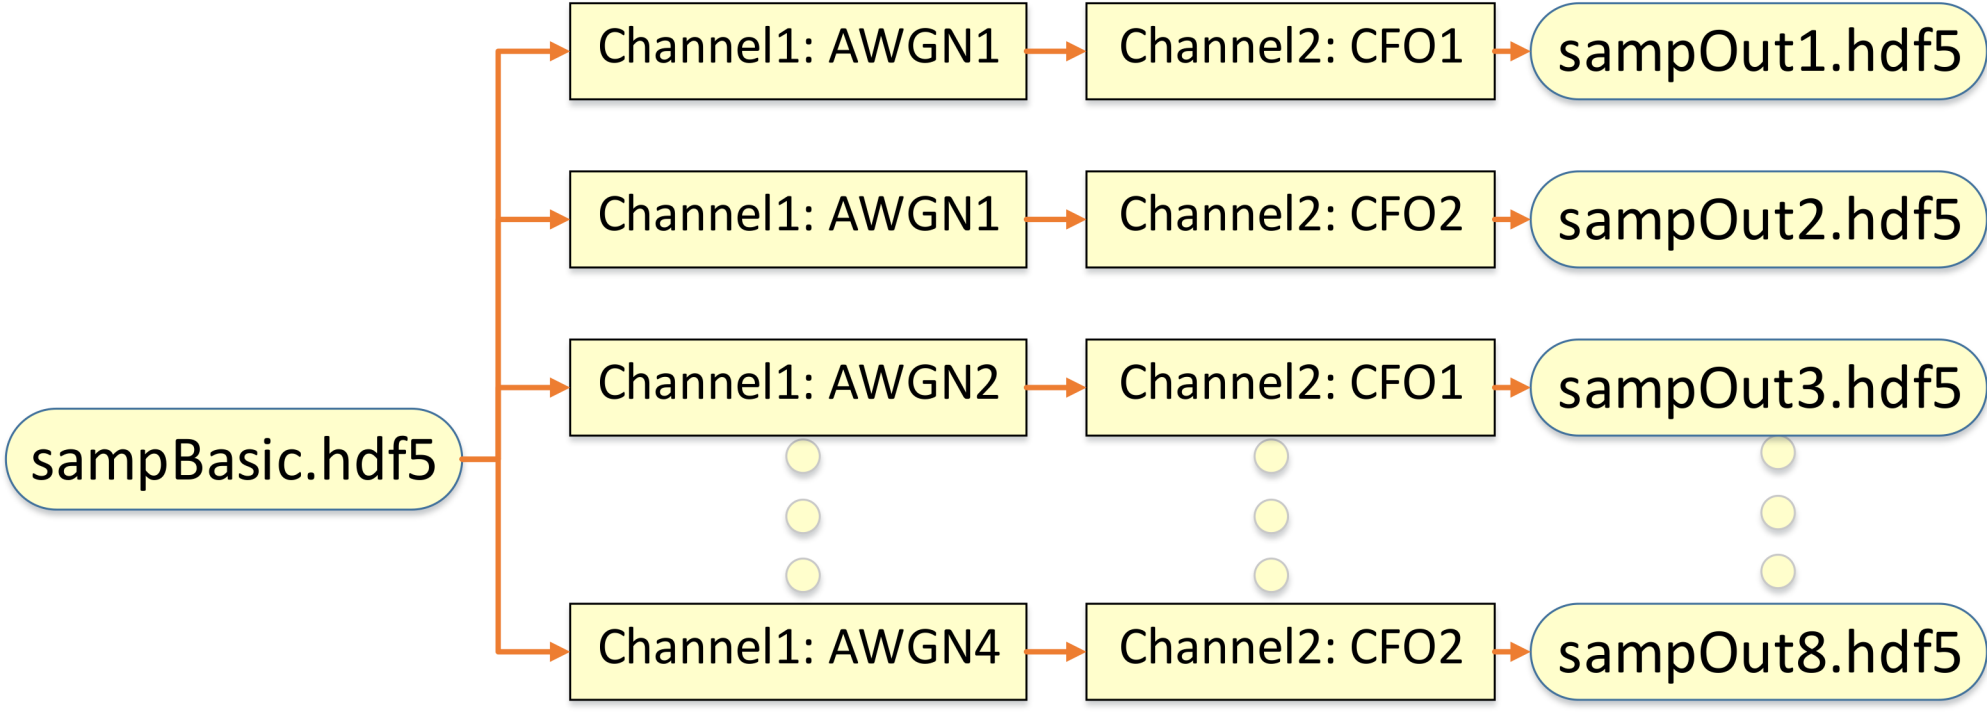 Channel1: AWGN1
Channel2: CFO1
sampOut1.hdf5
Channel1: AWGN1
Channel2: CFO2
sampOut2.hdf5
Channel1: AWGN2
Channel2: CFO1
sampOut3.hdf5
sampBasic.hdf5
Channel1: AWGN4
Channel2: CFO2
sampOut8.hdf5